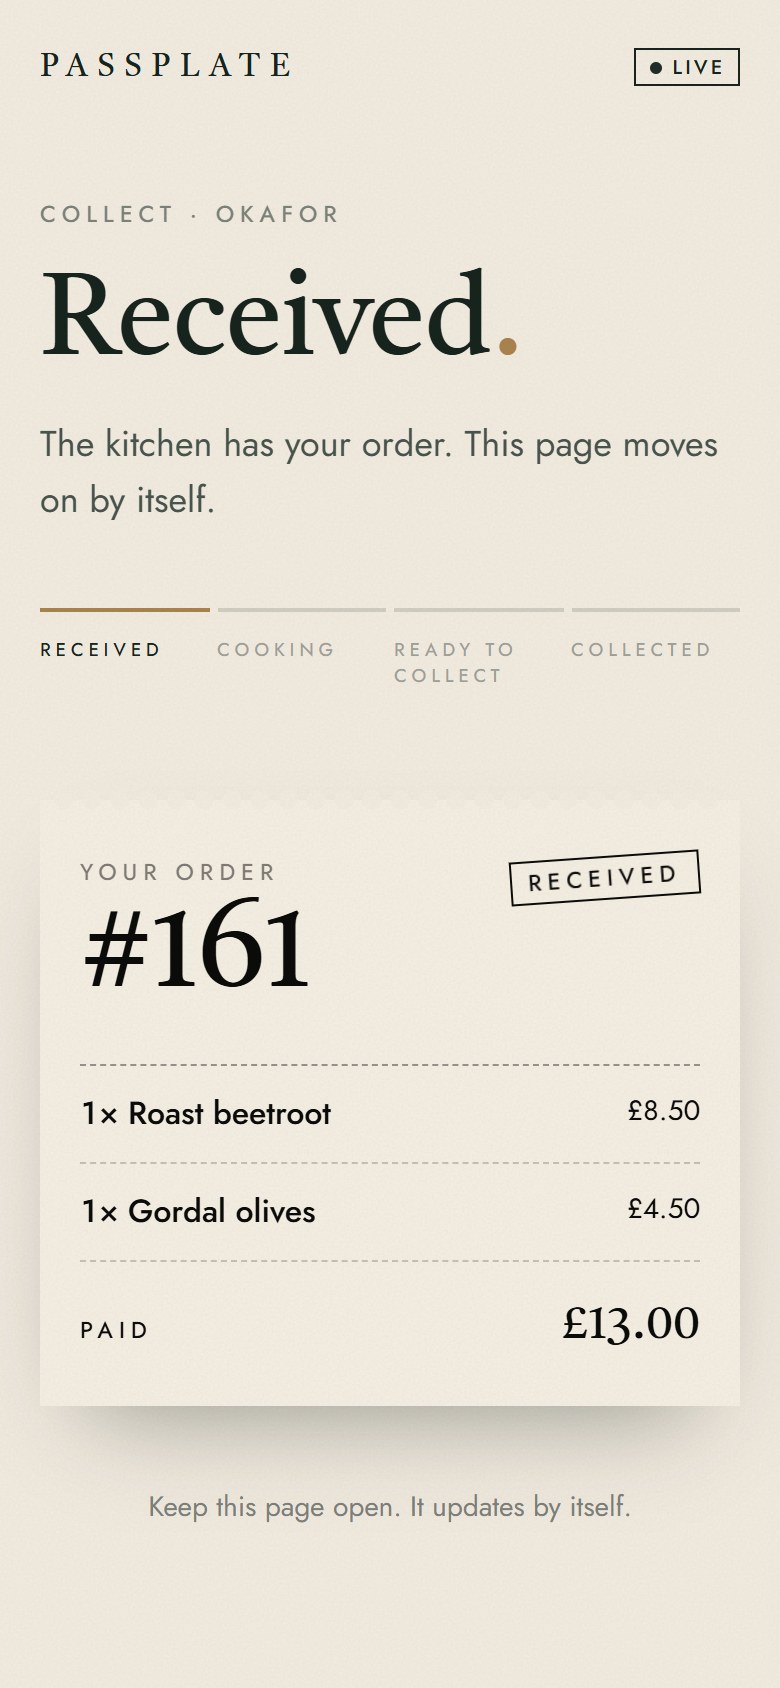 PASSPLATE
LIVE
COLLECT · OKAFOR
Received.
The kitchen has your order. This page moves
on by itself.
RECEIVED
COOKING
READY TO
COLLECT
COLLECTED
YOUR ORDER
RECEIVED
#161
1× Roast beetroot £8.50
1× Gordal olives £4.50
PAID £13.00
Keep this page open. It updates by itself.